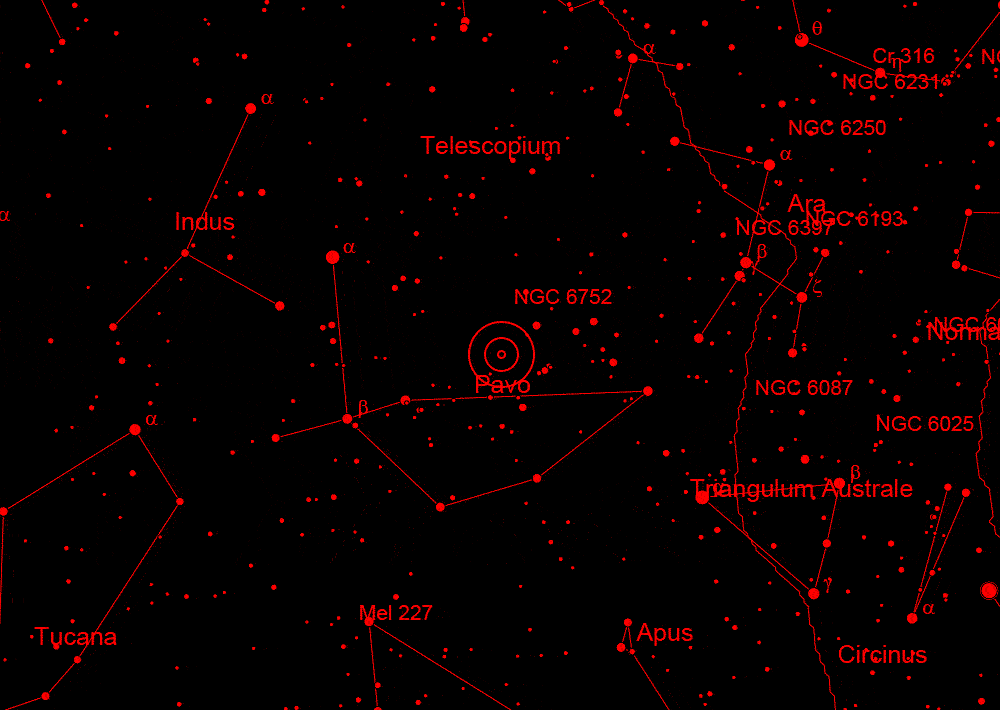 θ
α
Cr 316
η
NGC 6231
α
NGC 6250
Telescopium
α
α
Ara
NGC 6193
Indus
NGC 6397
α
β
ζ
NGC 6752
Norma
Pavo
NGC 6087
β
α
NGC 6025
β
Triangulum Australe
γ
α
Mel 227
Tucana
Apus
Circinus